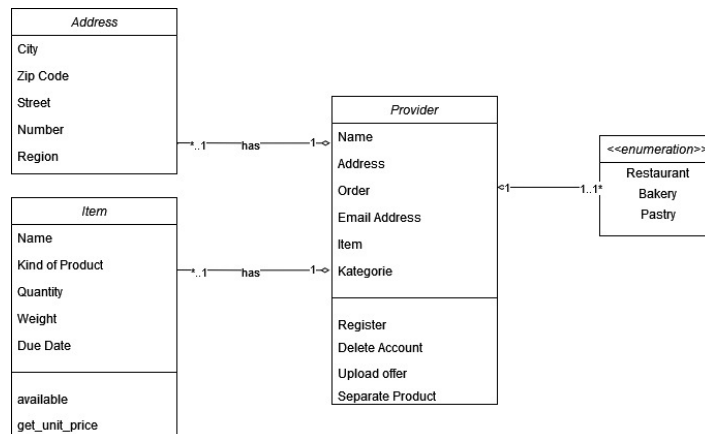 Address
City
Zip Code
Street
Number
Region
*..1 has 1
Provider
Name
Address
Order
Email Address
Item
Kategorie
Register
Delete Account
Upload offer
Separate Product
1 1..1*
<<enumeration>>
Restaurant
Bakery
Pastry
Item
Name
Kind of Product
Quantity
Weight
Due Date
available
get_unit_price
*..1 has 1